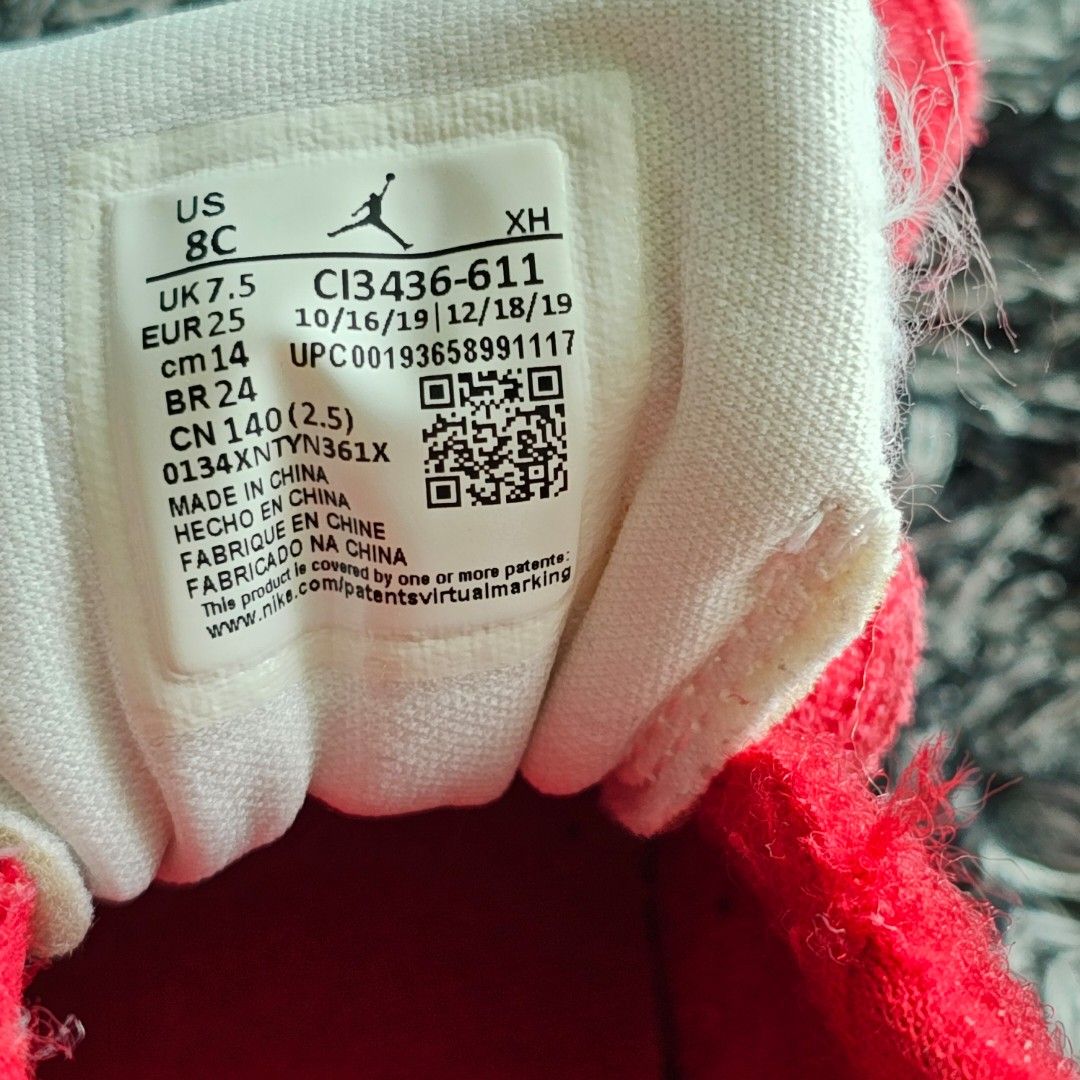 US
8C
XH
UK 7.5
CI3436-611
EUR 25
10/16/19|12/18/19
cm 14
UPC00193658991117
BR 24
CN 140 (2.5)
0134XNTYN361X
MADE IN CHINA
HECHO EN CHINA
FABRIQUE EN CHINE
FABRICADO NA CHINA
This product is covered by one or more patents:
www.nike.com/patentsvirtualmarking